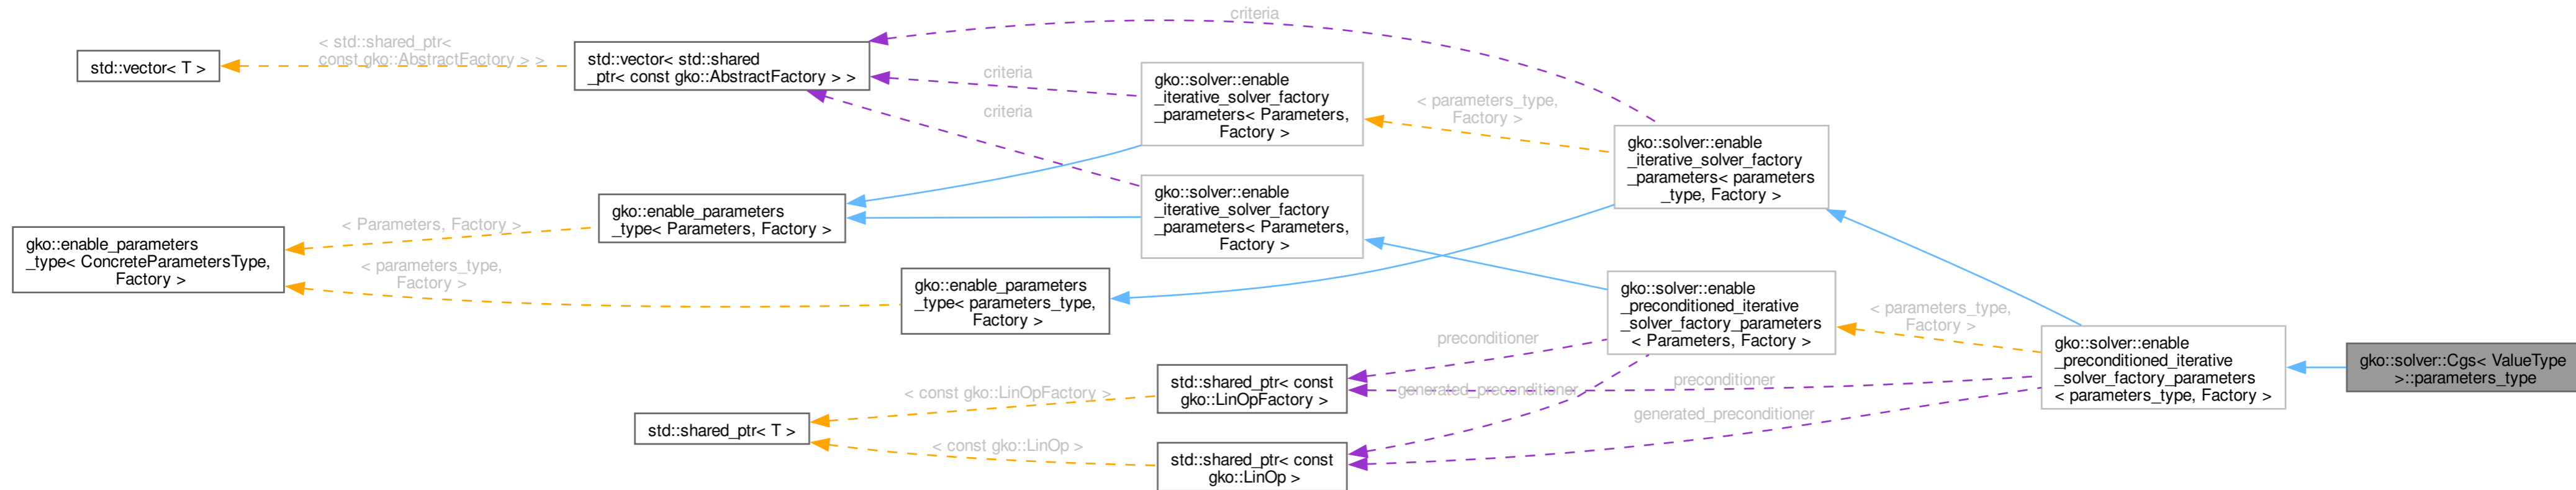 criteria
< std::shared_ptr<
const gko::AbstractFactory > >
std::vector< T >
std::vector< std::shared
_ptr< const gko::AbstractFactory > >
criteria
criteria
gko::solver::enable
_iterative_solver_factory
_parameters< Parameters,
Factory >
< parameters_type,
Factory >
gko::solver::enable
_iterative_solver_factory
_parameters< parameters
_type, Factory >
gko::solver::enable
_iterative_solver_factory
_parameters< Parameters,
Factory >
gko::enable_parameters
_type< Parameters, Factory >
< Parameters, Factory >
gko::enable_parameters
_type< ConcreteParametersType,
Factory >
< parameters_type,
Factory >
gko::enable_parameters
_type< parameters_type,
Factory >
gko::solver::enable
_preconditioned_iterative
_solver_factory_parameters
< Parameters, Factory >
< parameters_type,
Factory >
gko::solver::enable
_preconditioned_iterative
_solver_factory_parameters
< parameters_type, Factory >
gko::solver::Cgs< ValueType
>::parameters_type
preconditioner
preconditioner
generated_preconditioner
generated_preconditioner
std::shared_ptr< const
gko::LinOpFactory >
< const gko::LinOpFactory >
std::shared_ptr< T >
< const gko::LinOp >
std::shared_ptr< const
gko::LinOp >